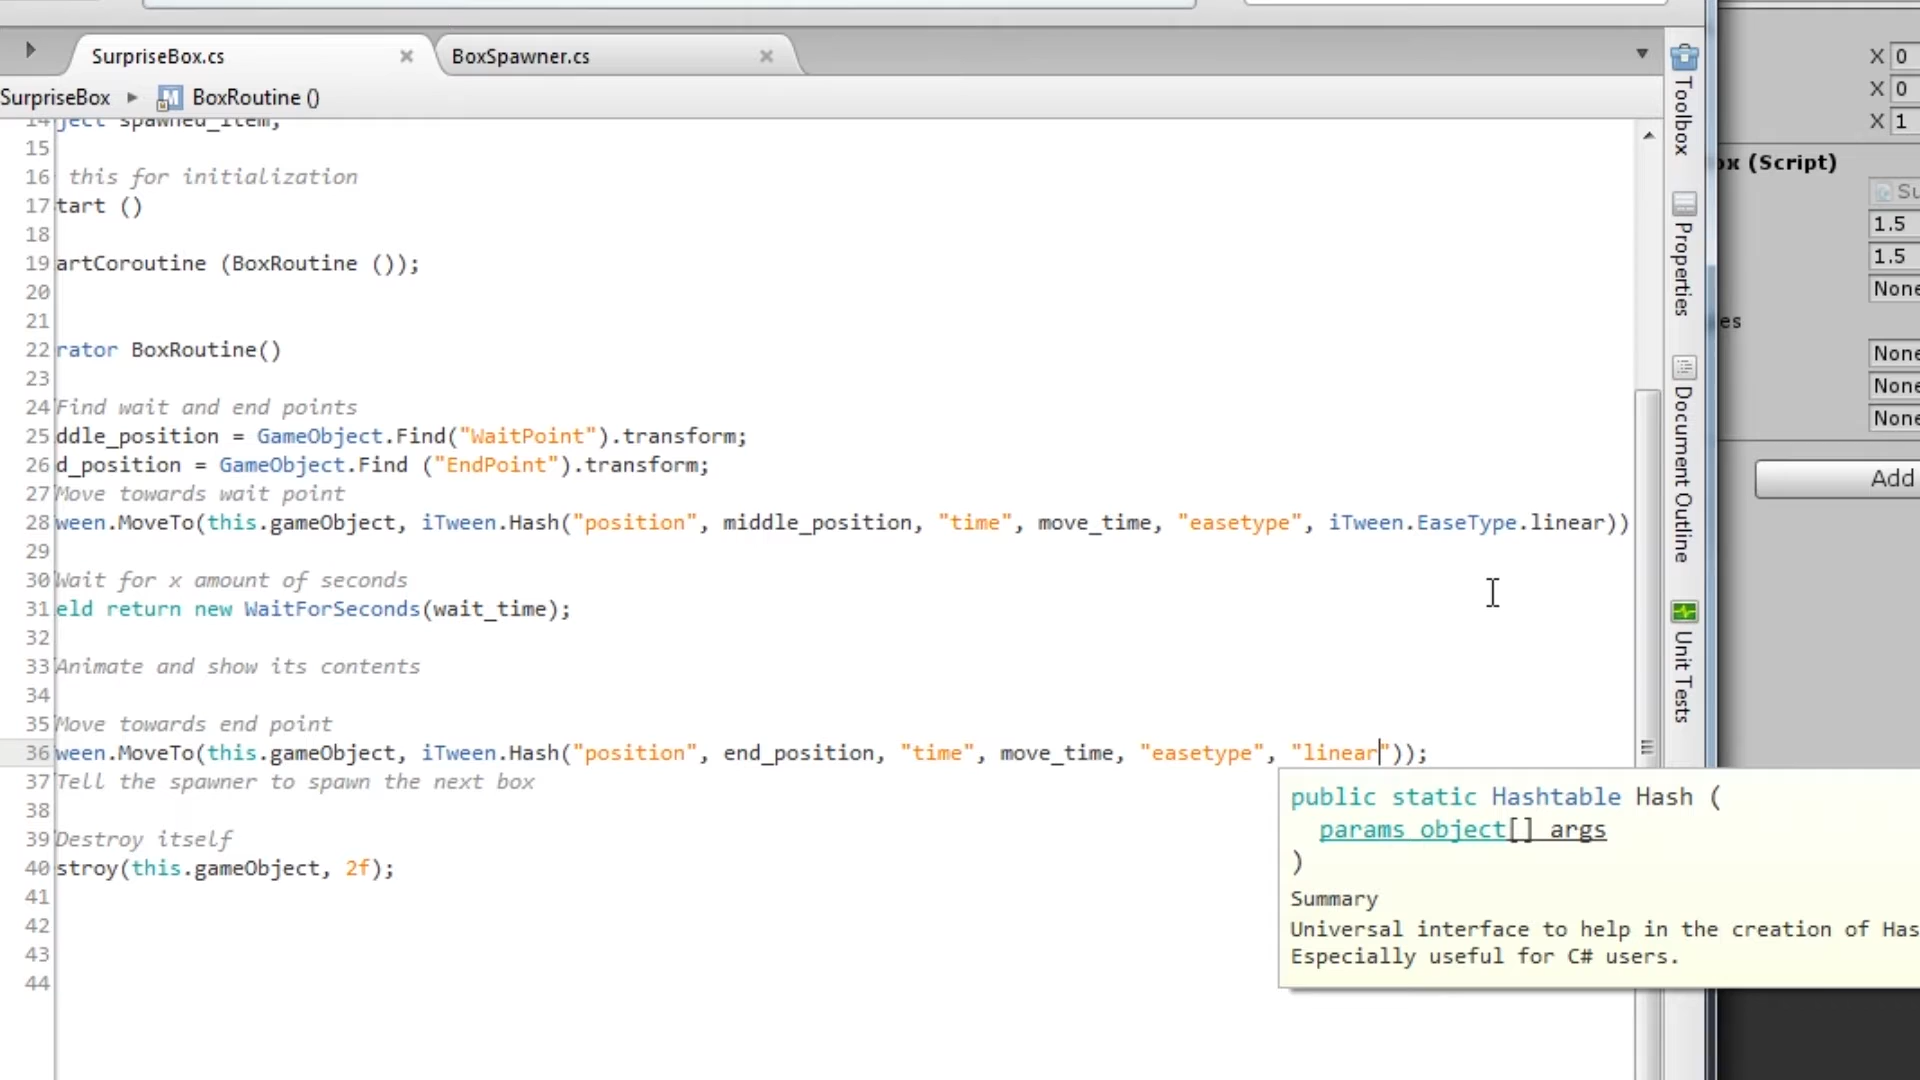 SurpriseBox.cs
BoxSpawner.cs
SurpriseBox
BoxRoutine ()
14 ject spawned_item;
15
16 this for initialization
17 tart ()
18
19 artCoroutine (BoxRoutine ());
20
21
22 rator BoxRoutine()
23
24 Find wait and end points
25 ddle_position = GameObject.Find("WaitPoint").transform;
26 d_position = GameObject.Find ("EndPoint").transform;
27 Move towards wait point
28 ween.MoveTo(this.gameObject, iTween.Hash("position", middle_position, "time", move_time, "easetype", iTween.EaseType.linear))
29
30 Wait for x amount of seconds
31 eld return new WaitForSeconds(wait_time);
32
33 Animate and show its contents
34
35 Move towards end point
36 ween.MoveTo(this.gameObject, iTween.Hash("position", end_position, "time", move_time, "easetype", "linear"));
37 Tell the spawner to spawn the next box
38
39 Destroy itself
40 stroy(this.gameObject, 2f);
41
42
43
44
public static Hashtable Hash (
params object[] args
)
Summary
Universal interface to help in the creation of Has
Especially useful for C# users.
Toolbox
Properties
Document Outline
Unit Tests
X 0
X 0
X 1
ox (Script)
Su
1.5
1.5
None
es
None
None
None
Add